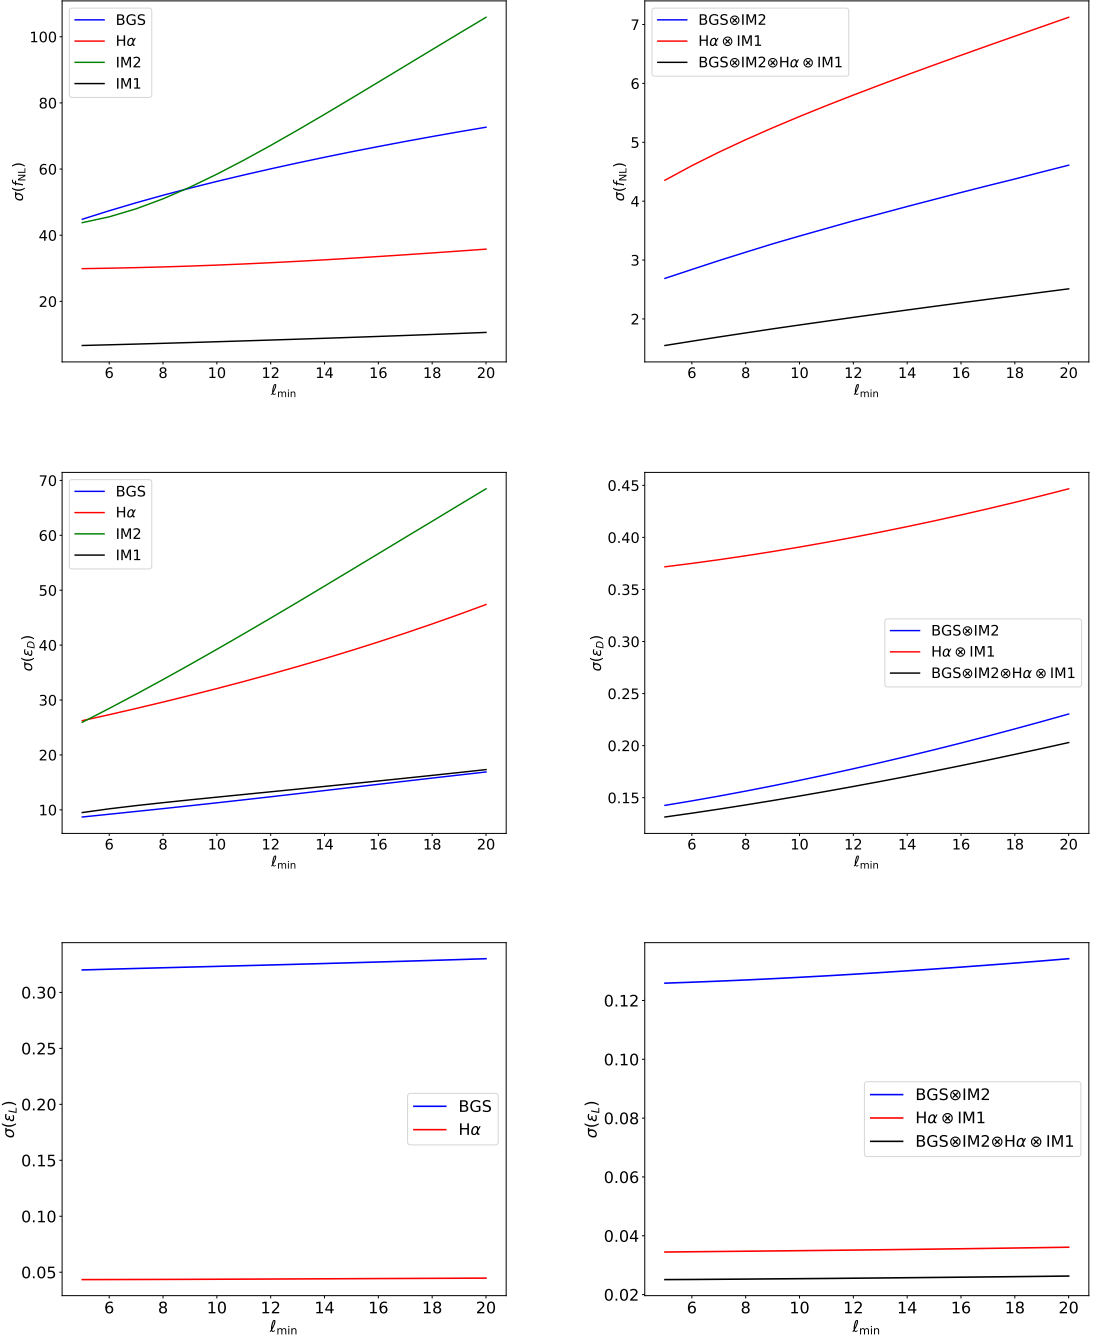 BGS
Hα
IM2
IM1
100
80
60
40
20
σ(f_NL)
6 8 10 12 14 16 18 20
ℓ_min
BGS⊗IM2
Hα ⊗ IM1
BGS⊗IM2⊗Hα ⊗ IM1
7
6
5
4
3
2
σ(f_NL)
6 8 10 12 14 16 18 20
ℓ_min
BGS
Hα
IM2
IM1
70
60
50
40
30
20
10
σ(ε_D)
6 8 10 12 14 16 18 20
ℓ_min
0.45
0.40
0.35
0.30
0.25
0.20
0.15
σ(ε_D)
BGS⊗IM2
Hα ⊗ IM1
BGS⊗IM2⊗Hα ⊗ IM1
6 8 10 12 14 16 18 20
ℓ_min
0.30
0.25
0.20
0.15
0.10
0.05
σ(ε_L)
BGS
Hα
6 8 10 12 14 16 18 20
ℓ_min
0.12
0.10
0.08
0.06
0.04
0.02
σ(ε_L)
BGS⊗IM2
Hα ⊗ IM1
BGS⊗IM2⊗Hα ⊗ IM1
6 8 10 12 14 16 18 20
ℓ_min